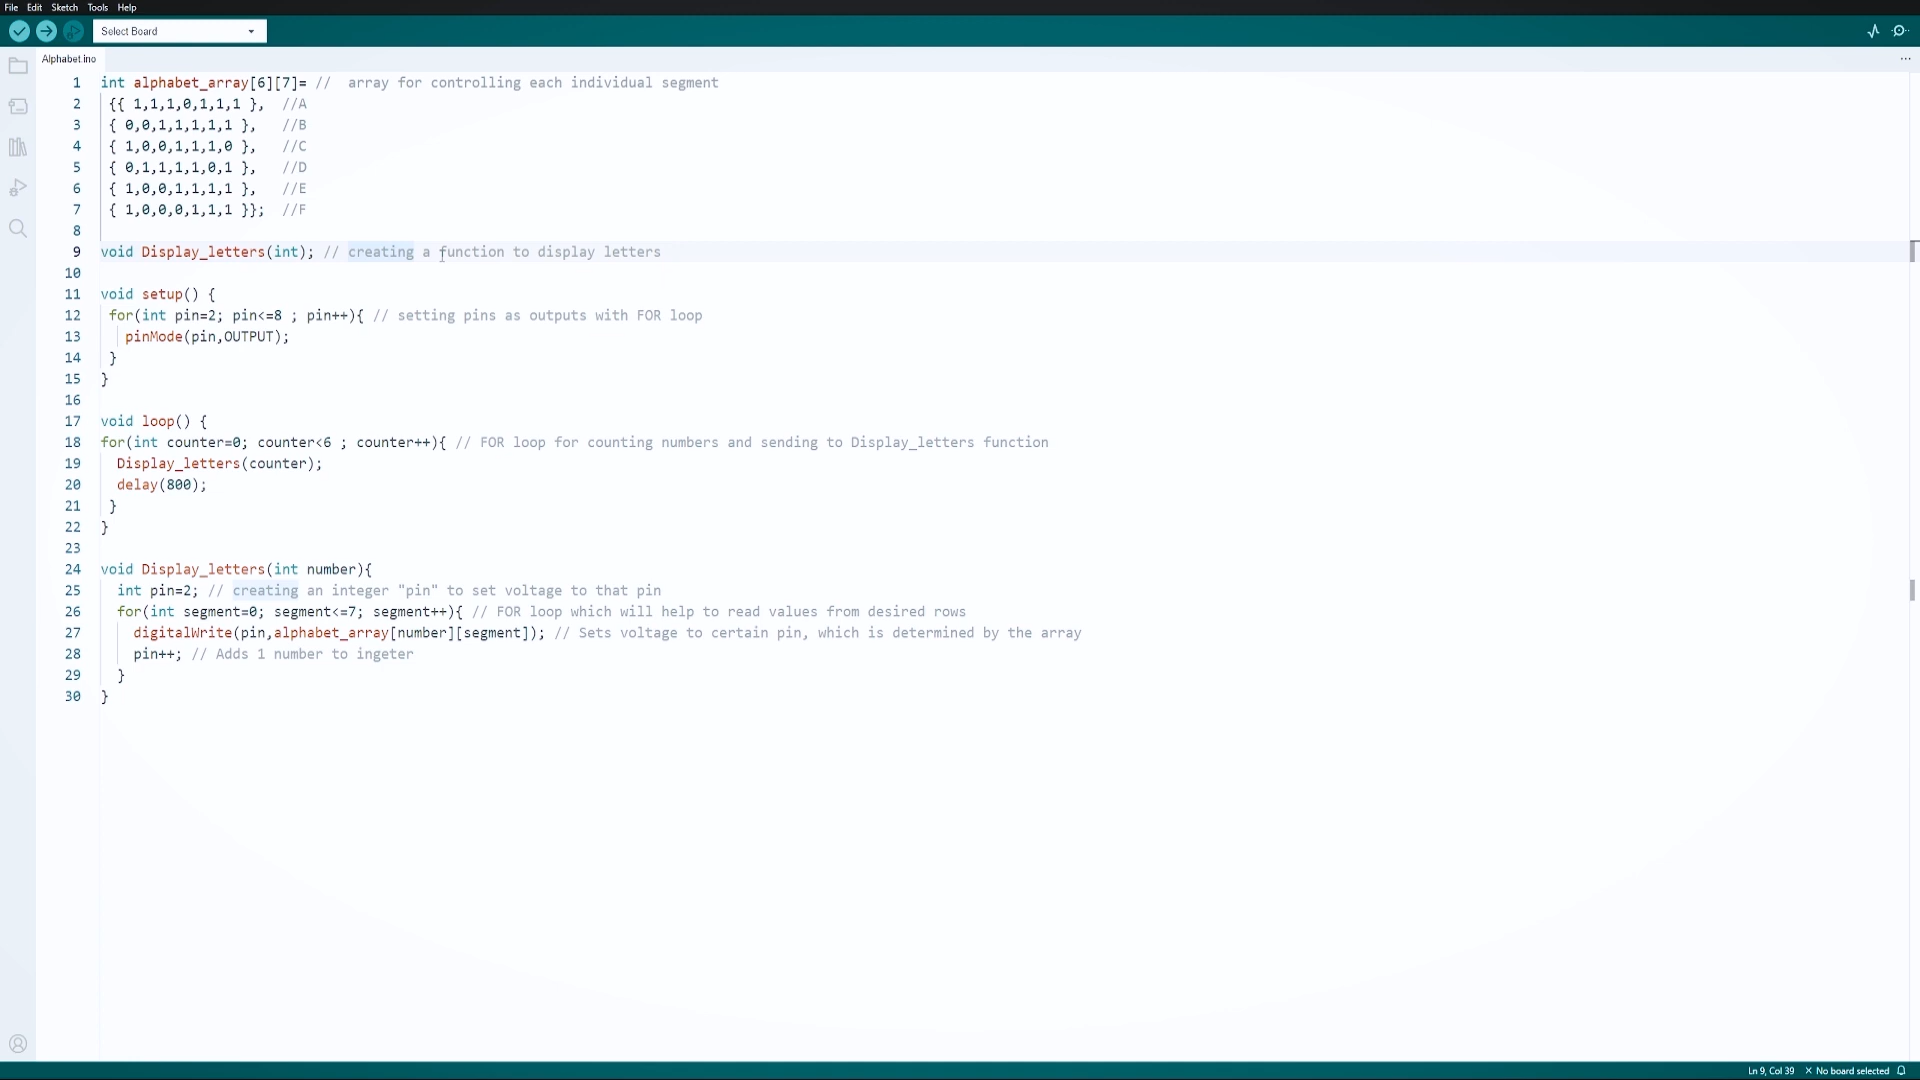 File Edit Sketch Tools Help
Select Board
Alphabet.ino
1 int alphabet_array[6][7]= //  array for controlling each individual segment
2 {{ 1,1,1,0,1,1,1 },  //A
3 { 0,0,1,1,1,1,1 },   //B
4 { 1,0,0,1,1,1,0 },   //C
5 { 0,1,1,1,1,0,1 },   //D
6 { 1,0,0,1,1,1,1 },   //E
7 { 1,0,0,0,1,1,1 }};  //F
8
9 void Display_letters(int); // creating a function to display letters
10
11 void setup() {
12 for(int pin=2; pin<=8 ; pin++){ // setting pins as outputs with FOR loop
13 pinMode(pin,OUTPUT);
14 }
15 }
16
17 void loop() {
18 for(int counter=0; counter<6 ; counter++){ // FOR loop for counting numbers and sending to Display_letters function
19 Display_letters(counter);
20 delay(800);
21 }
22 }
23
24 void Display_letters(int number){
25 int pin=2; // creating an integer "pin" to set voltage to that pin
26 for(int segment=0; segment<=7; segment++){ // FOR loop which will help to read values from desired rows
27 digitalWrite(pin,alphabet_array[number][segment]); // Sets voltage to certain pin, which is determined by the array
28 pin++; // Adds 1 number to ingeter
29 }
30 }
Ln 9, Col 39 × No board selected